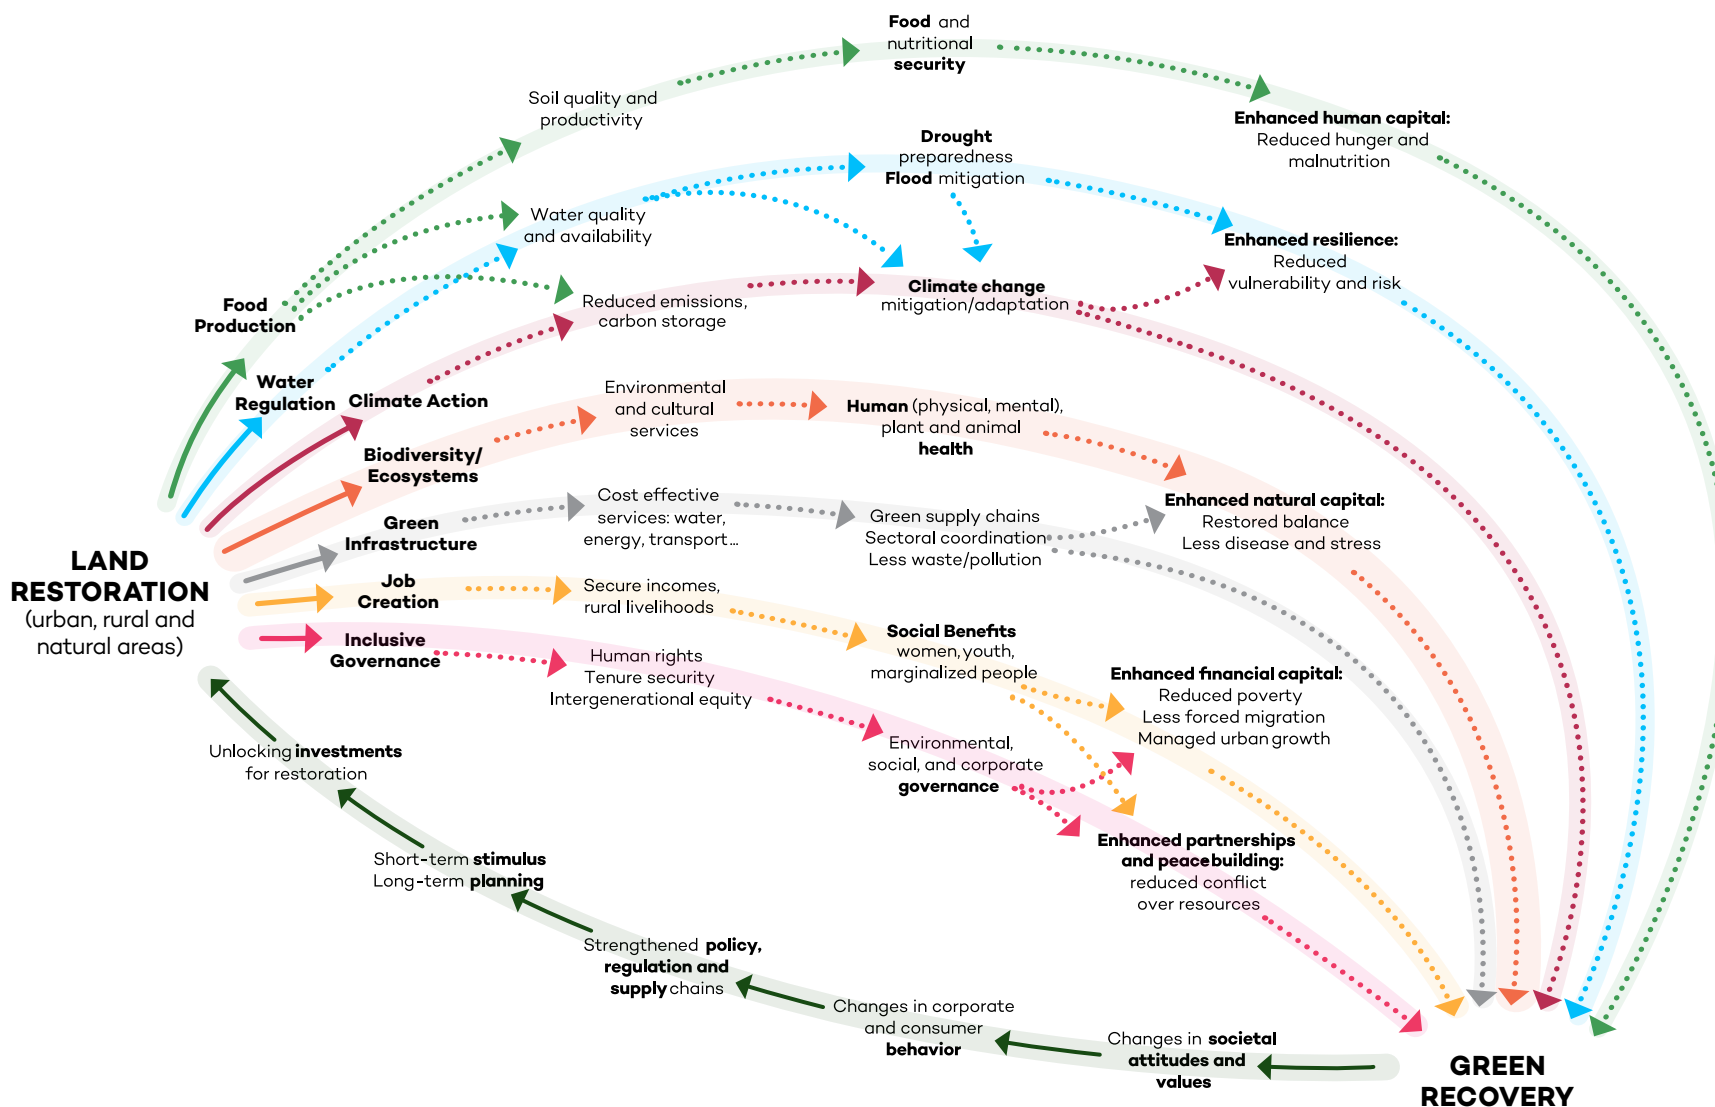 Food and
nutritional
security
Soil quality and
productivity
Enhanced human capital:
Reduced hunger and
malnutrition
Drought
preparedness
Flood mitigation
Water quality
and availability
Enhanced resilience:
Reduced
vulnerability and risk
Food
Production
Reduced emissions,
carbon storage
Climate change
mitigation/adaptation
Water
Regulation
Climate Action
Environmental
and cultural
services
Human (physical, mental),
plant and animal
health
Biodiversity/
Ecosystems
Enhanced natural capital:
Restored balance
Less disease and stress
Green
Infrastructure
Cost effective
services: water,
energy, transport...
Green supply chains
Sectoral coordination
Less waste/pollution
LAND
RESTORATION
(urban, rural and
natural areas)
Job
Creation
Secure incomes,
rural livelihoods
Social Benefits
women, youth,
marginalized people
Inclusive
Governance
Human rights
Tenure security
Intergenerational equity
Enhanced financial capital:
Reduced poverty
Less forced migration
Managed urban growth
Environmental,
social, and corporate
governance
Enhanced partnerships
and peacebuilding:
reduced conflict
over resources
Unlocking investments
for restoration
Short-term stimulus
Long-term planning
Strengthened policy,
regulation and
supply chains
Changes in corporate
and consumer
behavior
Changes in societal
attitudes and
values
GREEN
RECOVERY